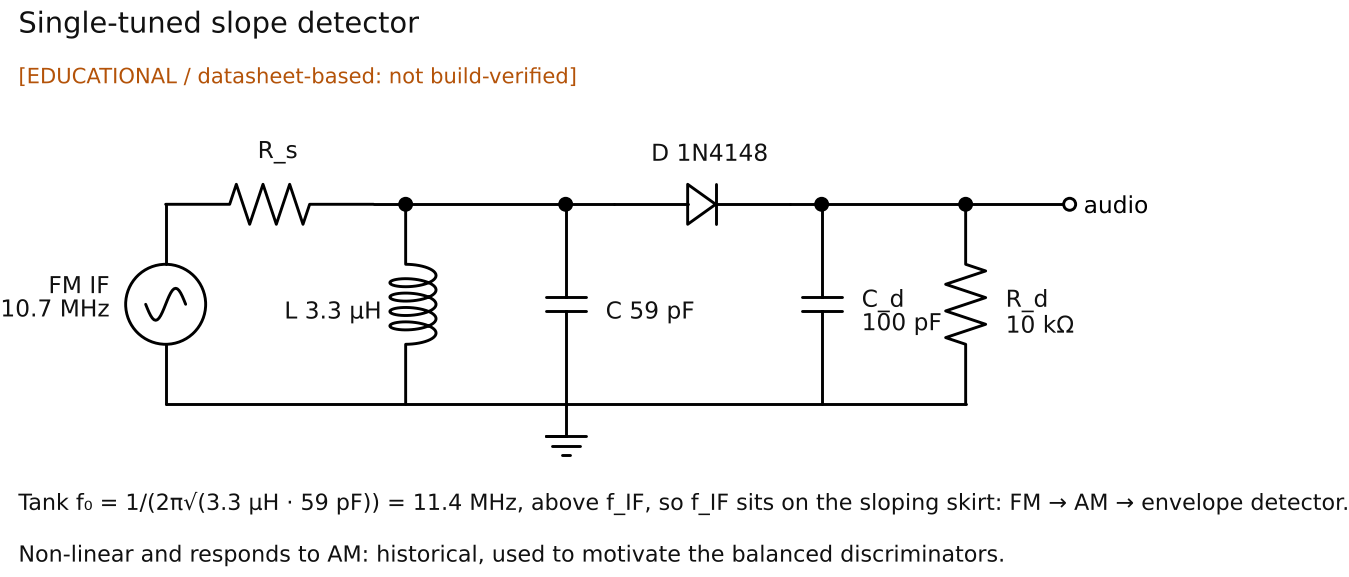 Single-tuned slope detector
[EDUCATIONAL / datasheet-based: not build-verified]
R_s
D 1N4148
audio
FM IF
10.7 MHz
L 3.3 µH
C 59 pF
C_d
100 pF
R_d
10 kΩ
Tank f₀ = 1/(2π√(3.3 µH · 59 pF)) = 11.4 MHz, above f_IF, so f_IF sits on the sloping skirt: FM → AM → envelope detector.
Non-linear and responds to AM: historical, used to motivate the balanced discriminators.